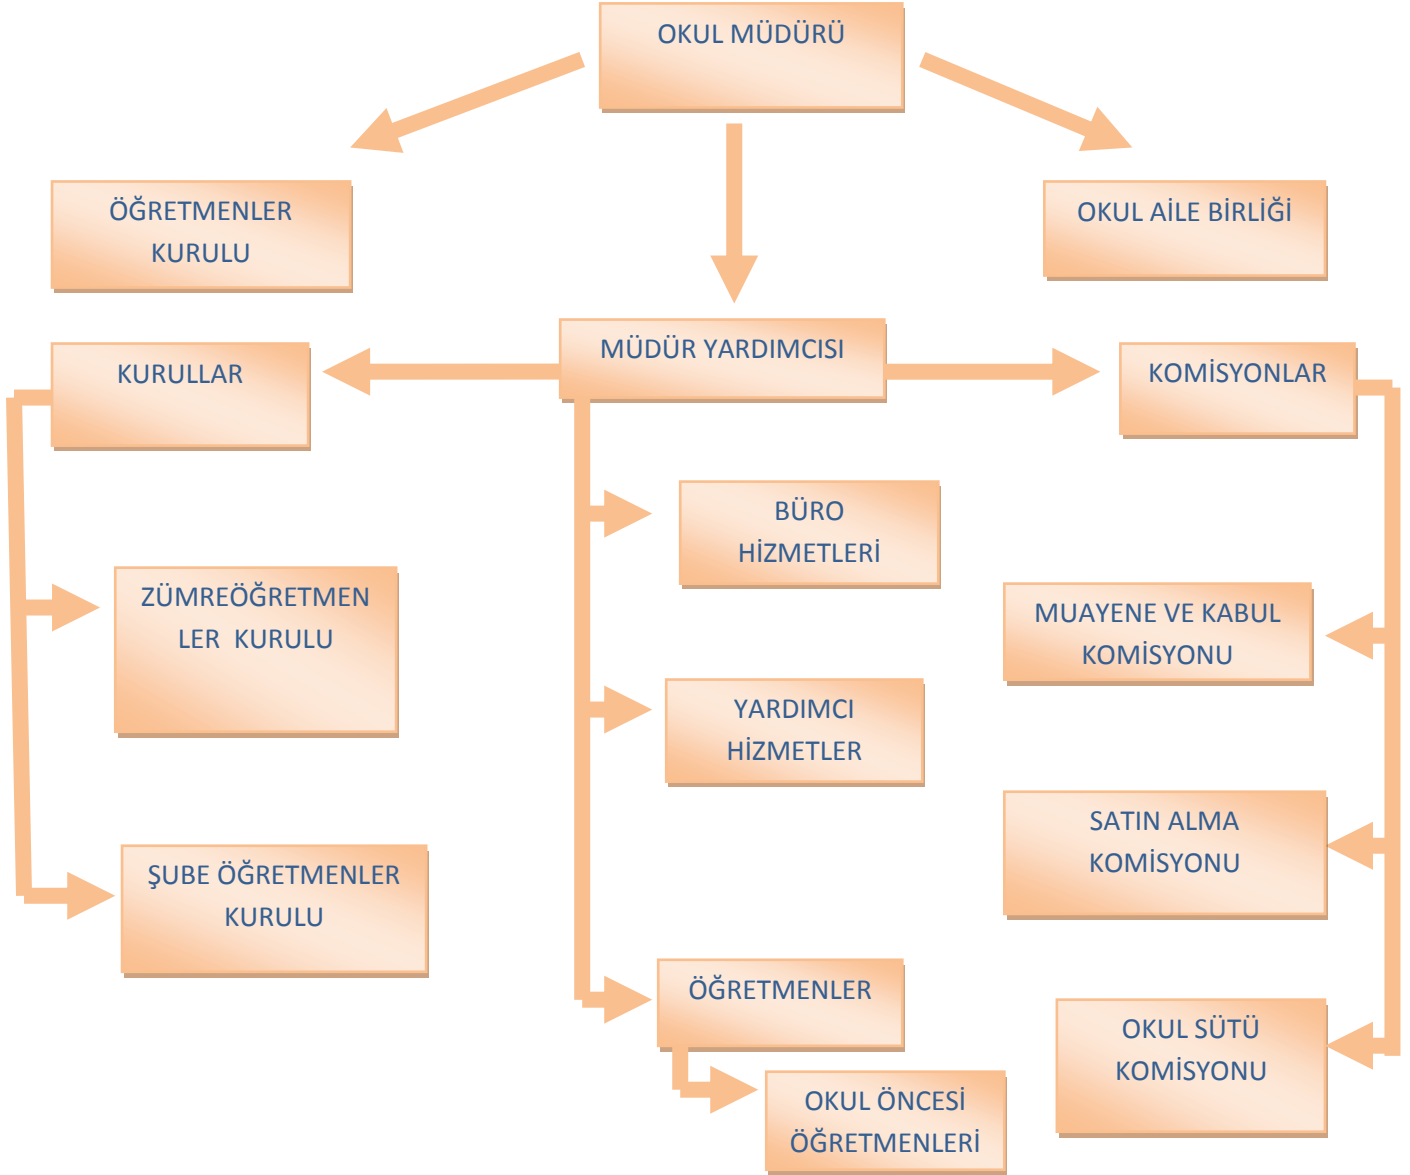 OKUL MÜDÜRÜ
ÖĞRETMENLER
KURULU
OKUL AİLE BİRLİĞİ
MÜDÜR YARDIMCISI
KURULLAR
KOMİSYONLAR
BÜRO
HİZMETLERİ
ZÜMREÖĞRETMEN
LER  KURULU
MUAYENE VE KABUL
KOMİSYONU
YARDIMCI
HİZMETLER
SATIN ALMA
KOMİSYONU
ŞUBE ÖĞRETMENLER
KURULU
ÖĞRETMENLER
OKUL SÜTÜ
KOMİSYONU
OKUL ÖNCESİ
ÖĞRETMENLERİ